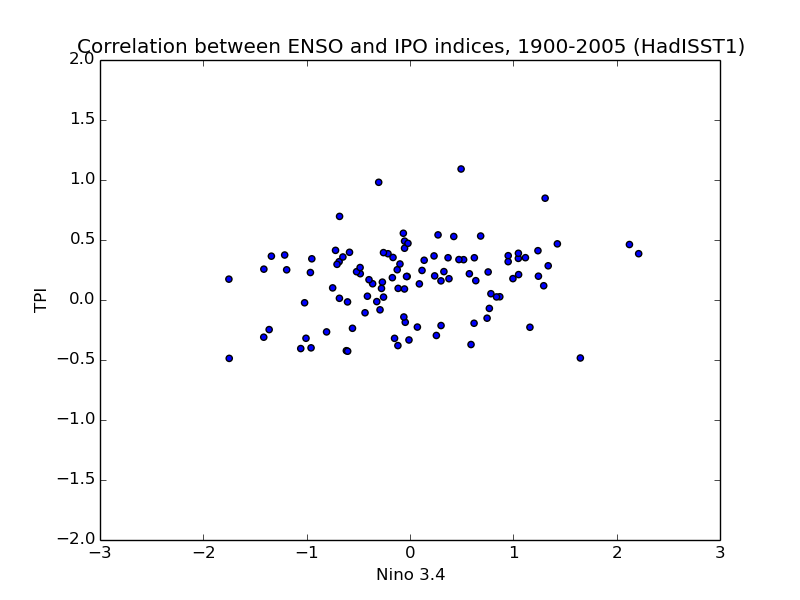 Correlation between ENSO and IPO indices, 1900-2005 (HadISST1)
2.0
1.5
1.0
0.5
0.0
−0.5
−1.0
−1.5
−2.0
TPI
−3 −2 −1 0 1 2 3
Nino 3.4